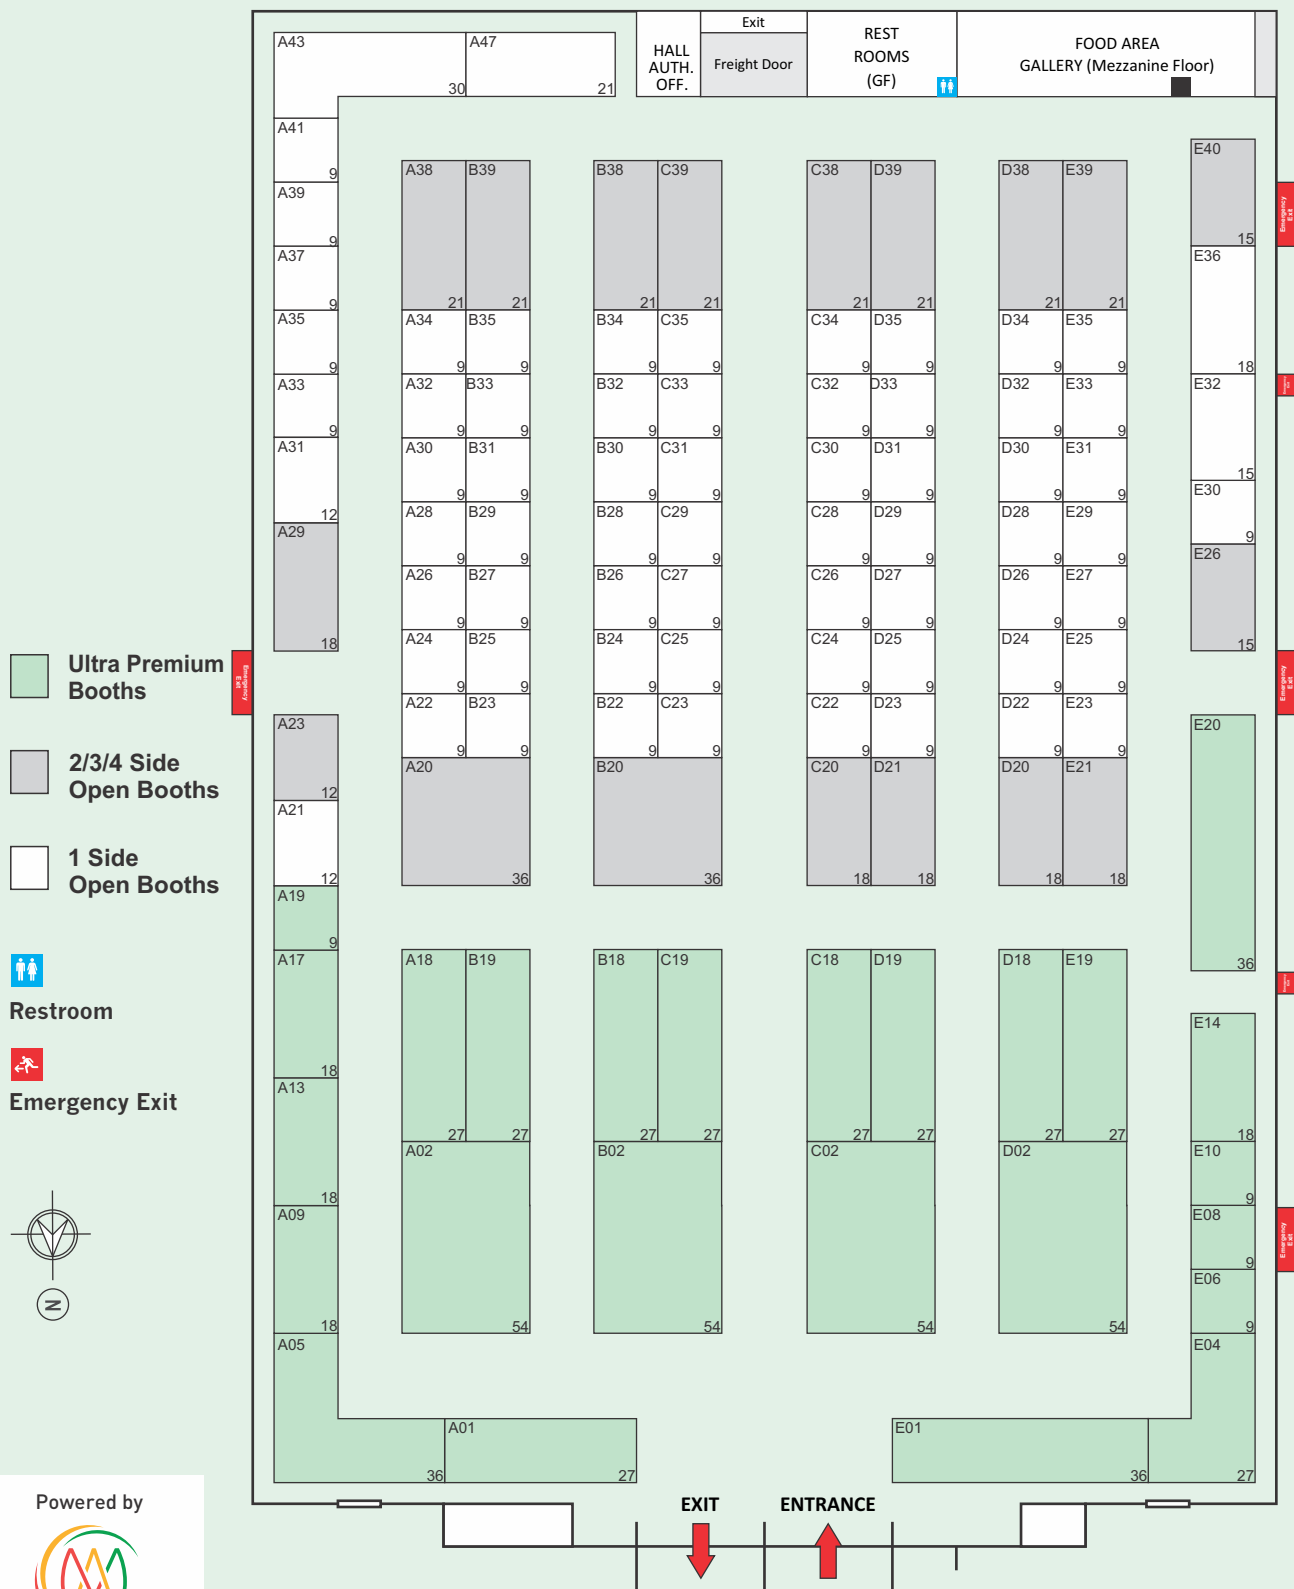 A43
A47
30
21
HALL
AUTH.
OFF.
Exit
Freight Door
REST
ROOMS
(GF)
FOOD AREA
GALLERY (Mezzanine Floor)
A41
9
A39
9
A37
9
A35
9
A33
9
A31
12
A29
18
A23
12
A21
12
A19
9
A17
18
A13
18
A09
18
A05
36
A01
27
A38 B39
21 21
A34 B35
9 9
A32 B33
9 9
A30 B31
9 9
A28 B29
9 9
A26 B27
9 9
A24 B25
9 9
A22 B23
9 9
A20
36
A18 B19
27 27
A02
54
B38 C39
21 21
B34 C35
9 9
B32 C33
9 9
B30 C31
9 9
B28 C29
9 9
B26 C27
9 9
B24 C25
9 9
B22 C23
9 9
B20
36
B18 C19
27 27
B02
54
C38 D39
21 21
C34 D35
9 9
C32 D33
9 9
C30 D31
9 9
C28 D29
9 9
C26 D27
9 9
C24 D25
9 9
C22 D23
9 9
C20 D21
18 18
C18 D19
27 27
C02
54
D38 E39
21 21
D34 E35
9 9
D32 E33
9 9
D30 E31
9 9
D28 E29
9 9
D26 E27
9 9
D24 E25
9 9
D22 E23
9 9
D20 E21
18 18
D18 E19
27 27
D02
54
E40
15
E36
18
E32
15
E30
9
E26
15
E20
36
E14
18
E10
9
E08
9
E06
9
E04
27
E01
36
Emergency
Exit
Emergency
Exit
Emergency
Exit
Emergency
Exit
Ultra Premium
Booths
2/3/4 Side
Open Booths
1 Side
Open Booths
Restroom
Emergency Exit
N
Powered by
EXIT
ENTRANCE